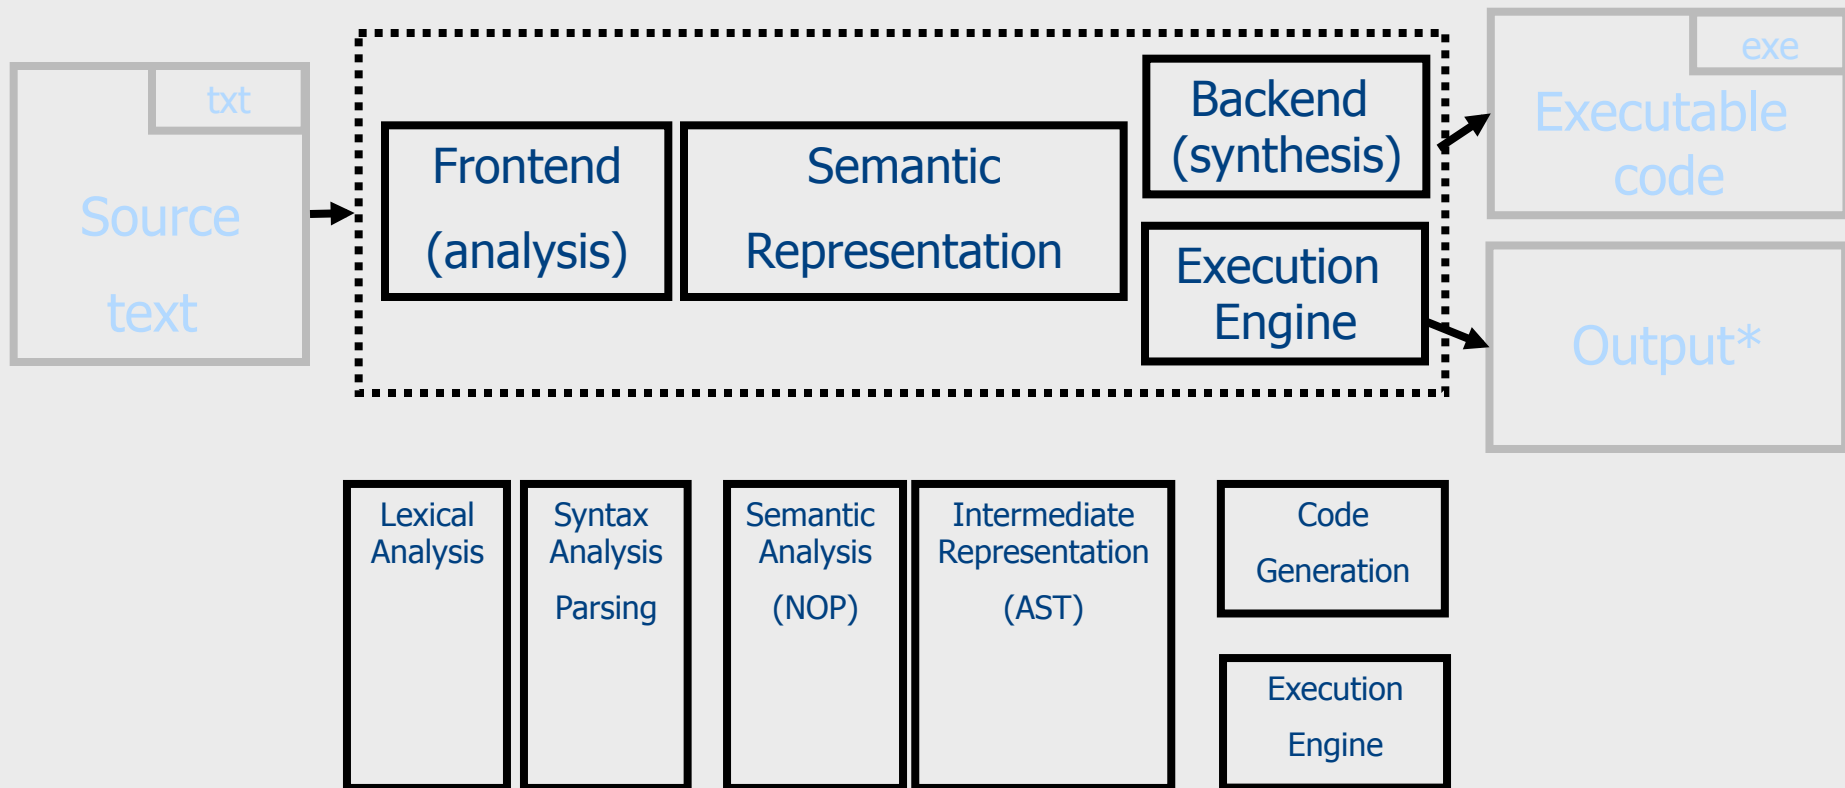 txt
Source
text
Frontend
(analysis)
Semantic
Representation
Backend
(synthesis)
Execution
Engine
exe
Executable
code
Output*
Lexical
Analysis
Syntax
Analysis
Parsing
Semantic
Analysis
(NOP)
Intermediate
Representation
(AST)
Code
Generation
Execution
Engine